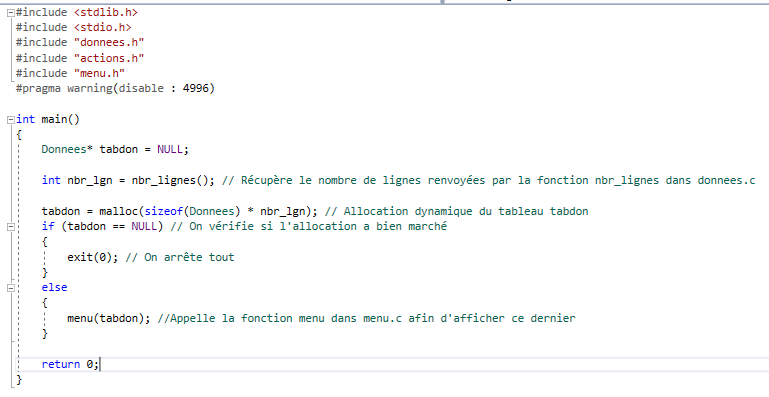 #include <stdlib.h>
#include <stdio.h>
#include "donnees.h"
#include "actions.h"
#include "menu.h"
#pragma warning(disable : 4996)
int main()
{
Donnees* tabdon = NULL;
int nbr_lgn = nbr_lignes(); // Récupère le nombre de lignes renvoyées par la fonction nbr_lignes dans donnees.c
tabdon = malloc(sizeof(Donnees) * nbr_lgn); // Allocation dynamique du tableau tabdon
if (tabdon == NULL) // On vérifie si l'allocation a bien marché
{
exit(0); // On arrête tout
}
else
{
menu(tabdon); //Appelle la fonction menu dans menu.c afin d'afficher ce dernier
}
return 0;
}